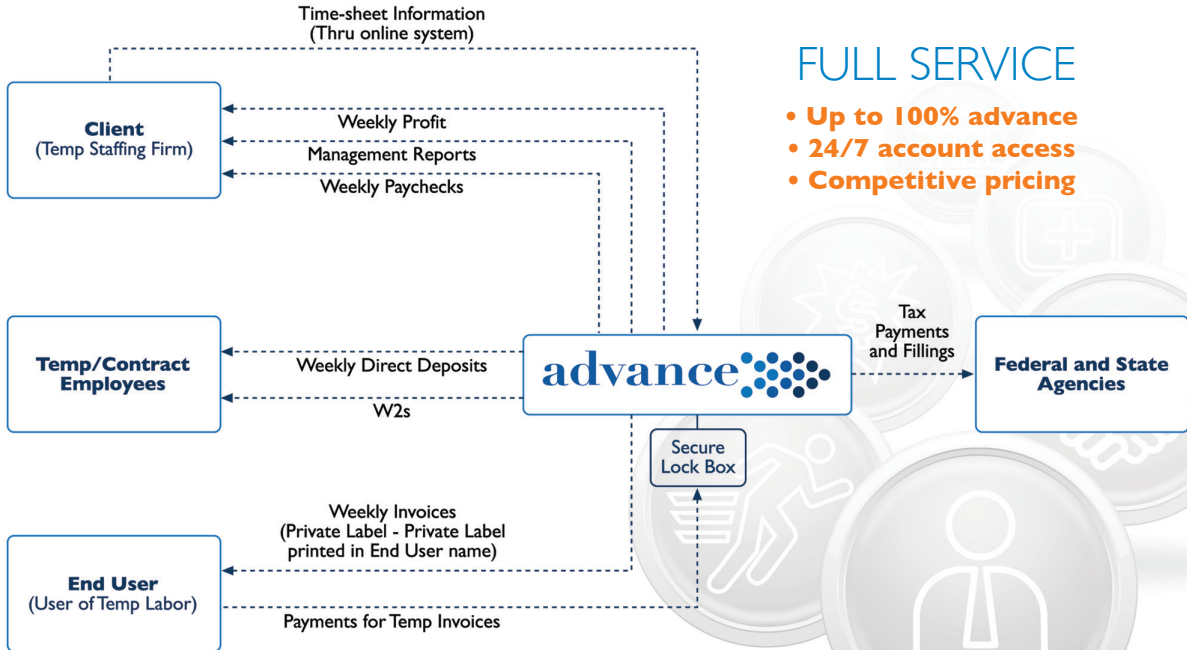 Time-sheet Information
(Thru online system)
FULL SERVICE
• Up to 100% advance
• 24/7 account access
• Competitive pricing
Client
(Temp Staffing Firm)
Weekly Profit
Management Reports
Weekly Paychecks
Temp/Contract
Employees
Weekly Direct Deposits
W2s
advance
Secure
Lock Box
Tax
Payments
and Fillings
Federal and State
Agencies
Weekly Invoices
(Private Label - Private Label
printed in End User name)
End User
(User of Temp Labor)
Payments for Temp Invoices